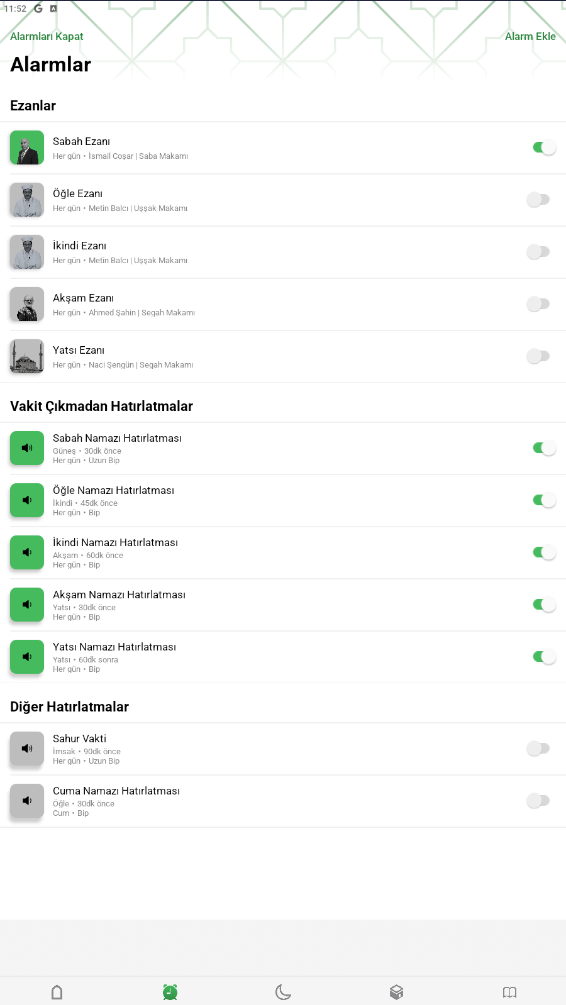 11:52
Alarmları Kapat
Alarm Ekle
Alarmlar
Ezanlar
Sabah Ezanı
Her gün • İsmail Coşar | Saba Makamı
Öğle Ezanı
Her gün • Metin Balcı | Uşşak Makamı
İkindi Ezanı
Her gün • Metin Balcı | Uşşak Makamı
Akşam Ezanı
Her gün • Ahmed Şahin | Segah Makamı
Yatsı Ezanı
Her gün • Naci Şengün | Segah Makamı
Vakit Çıkmadan Hatırlatmalar
Sabah Namazı Hatırlatması
Güneş • 30dk önce
Her gün • Uzun Bip
Öğle Namazı Hatırlatması
İkindi • 45dk önce
Her gün • Bip
İkindi Namazı Hatırlatması
Akşam • 60dk önce
Her gün • Bip
Akşam Namazı Hatırlatması
Yatsı • 30dk önce
Her gün • Bip
Yatsı Namazı Hatırlatması
Yatsı • 60dk sonra
Her gün • Bip
Diğer Hatırlatmalar
Sahur Vakti
İmsak • 90dk önce
Her gün • Uzun Bip
Cuma Namazı Hatırlatması
Öğle • 30dk önce
Cum • Bip